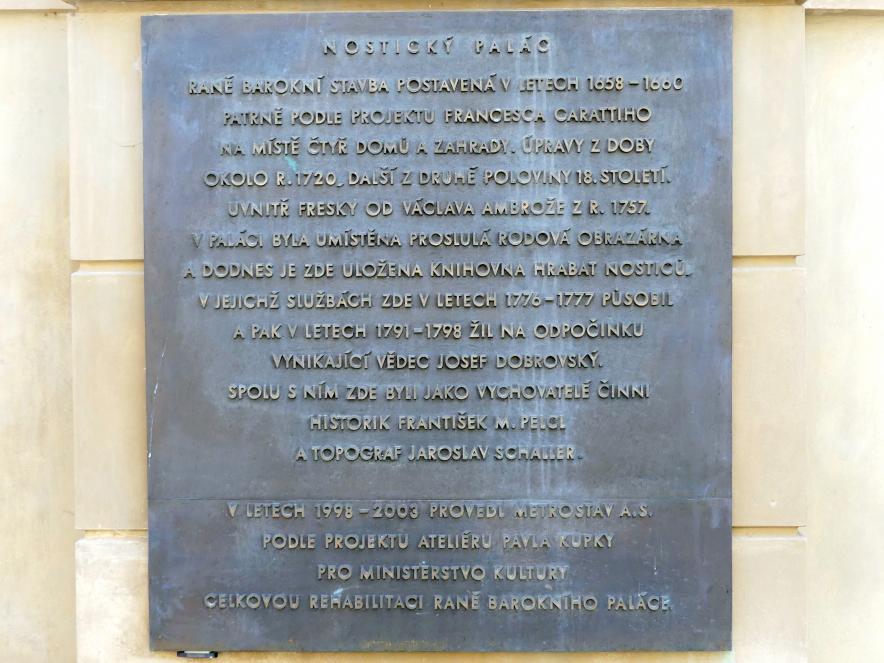 NOSTICKÝ PALÁC
RANĚ BAROKNÍ STAVBA POSTAVENÁ V LETECH 1658–1660
PATRNĚ PODLE PROJEKTU FRANCESCA CARATTIHO
NA MÍSTĚ ČTYŘ DOMŮ A ZAHRADY. ÚPRAVY Z DOBY
OKOLO R. 1720, DALŠÍ Z DRUHÉ POLOVINY 18. STOLETÍ.
UVNITŘ FRESKY OD VÁCLAVA AMBROŽE Z R. 1757.
V PALÁCI BYLA UMÍSTĚNA PROSLULÁ RODOVÁ OBRAZÁRNA
A DODNES JE ZDE ULOŽENA KNIHOVNA HRABAT NOSTICŮ.
V JEJICHŽ SLUŽBÁCH ZDE V LETECH 1776–1777 PŮSOBIL
A PAK V LETECH 1791–1798 ŽIL NA ODPOČINKU
VYNIKAJÍCÍ VĚDEC JOSEF DOBROVSKÝ.
SPOLU S NÍM ZDE BYLI JAKO VYCHOVATELÉ ČINNI
HISTORIK FRANTIŠEK M. PELCL
A TOPOGRAF JAROSLAV SCHALLER.
V LETECH 1998–2003 PROVEDL METROSTAV A.S.
PODLE PROJEKTU ATELIÉRU PAVLA KUPKY
PRO MINISTERSTVO KULTURY
CELKOVOU REHABILITACI RANĚ BAROKNÍHO PALÁCE.